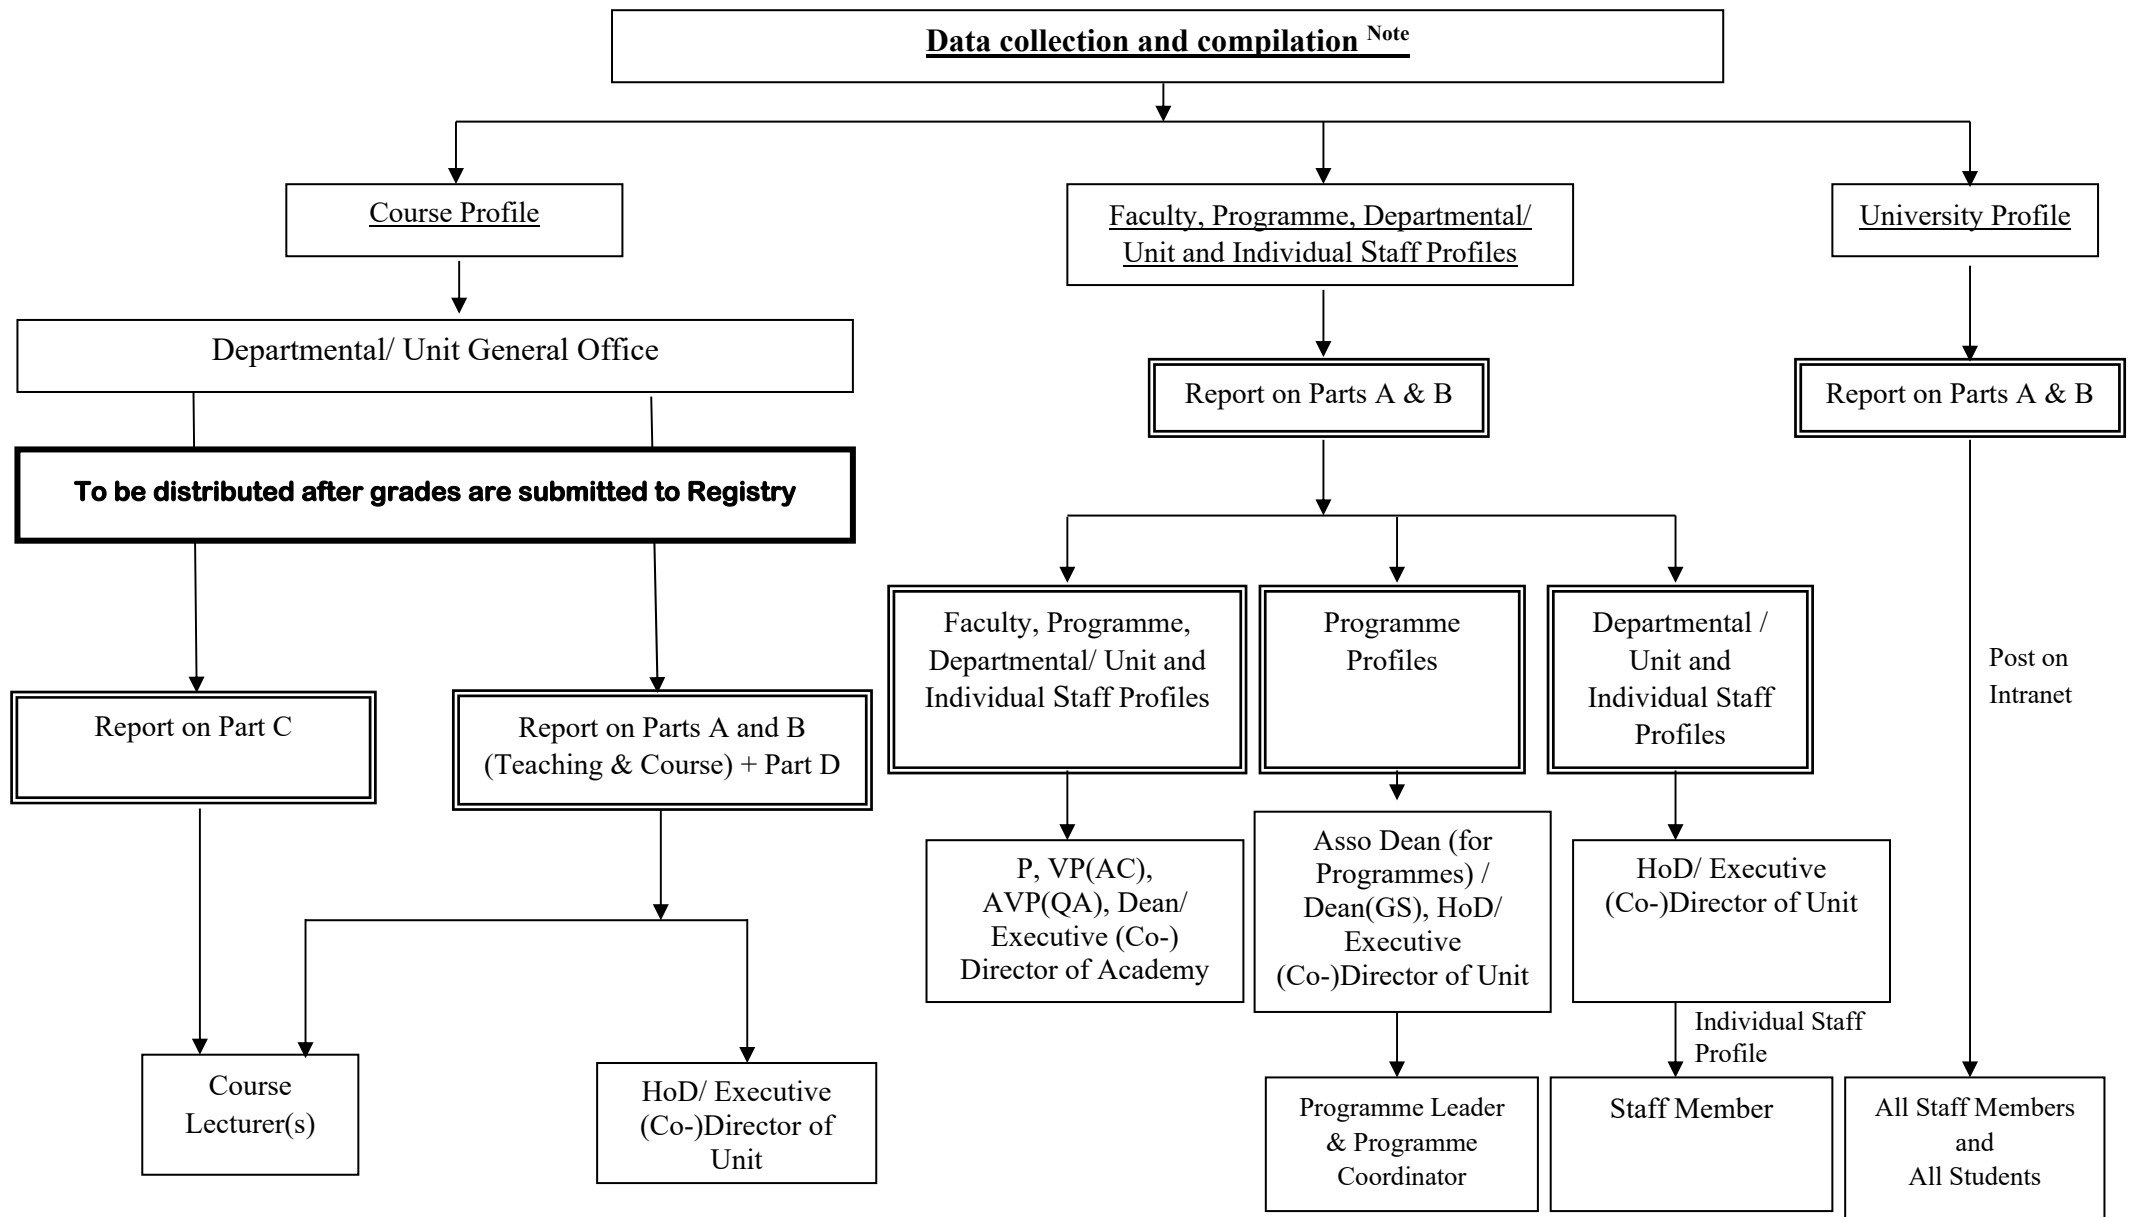 Data collection and compilation Note
Course Profile
Faculty, Programme, Departmental/
Unit and Individual Staff Profiles
University Profile
Departmental/ Unit General Office
Report on Parts A & B
Report on Parts A & B
To be distributed after grades are submitted to Registry
Faculty, Programme,
Departmental/ Unit and
Individual Staff Profiles
Programme
Profiles
Departmental /
Unit and
Individual Staff
Profiles
Post on
Intranet
Report on Part C
Report on Parts A and B
(Teaching & Course) + Part D
P, VP(AC),
AVP(QA), Dean/
Executive (Co-)
Director of Academy
Asso Dean (for
Programmes) /
Dean(GS), HoD/
Executive
(Co-)Director of Unit
HoD/ Executive
(Co-)Director of Unit
Individual Staff
Profile
Course
Lecturer(s)
HoD/ Executive
(Co-)Director of
Unit
Programme Leader
& Programme
Coordinator
Staff Member
All Staff Members
and
All Students